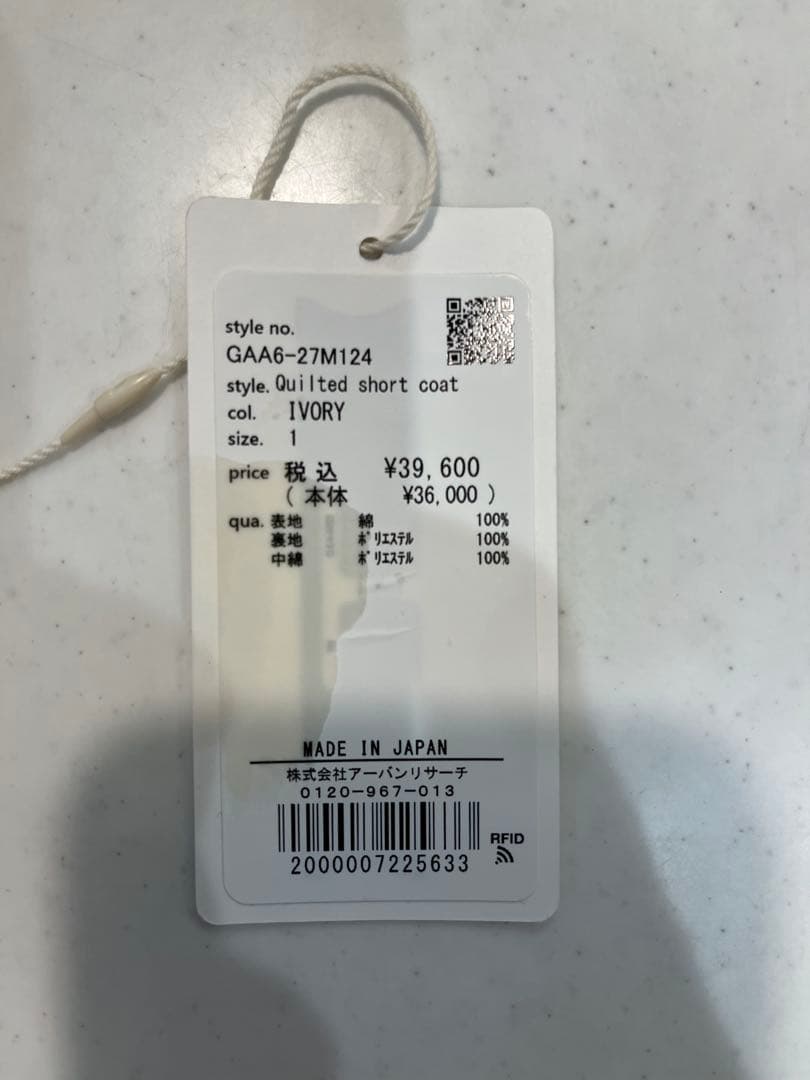 style no.
GAA6-27M124
style. Quilted short coat
col. IVORY
size. 1
price 税込 ¥39,600
( 本体 ¥36,000 )
qua. 表地 綿 100%
裏地 ﾎﾟﾘｴｽﾃﾙ 100%
中綿 ﾎﾟﾘｴｽﾃﾙ 100%
MADE IN JAPAN
株式会社アーバンリサーチ
0120-967-013
RFID
2000007225633